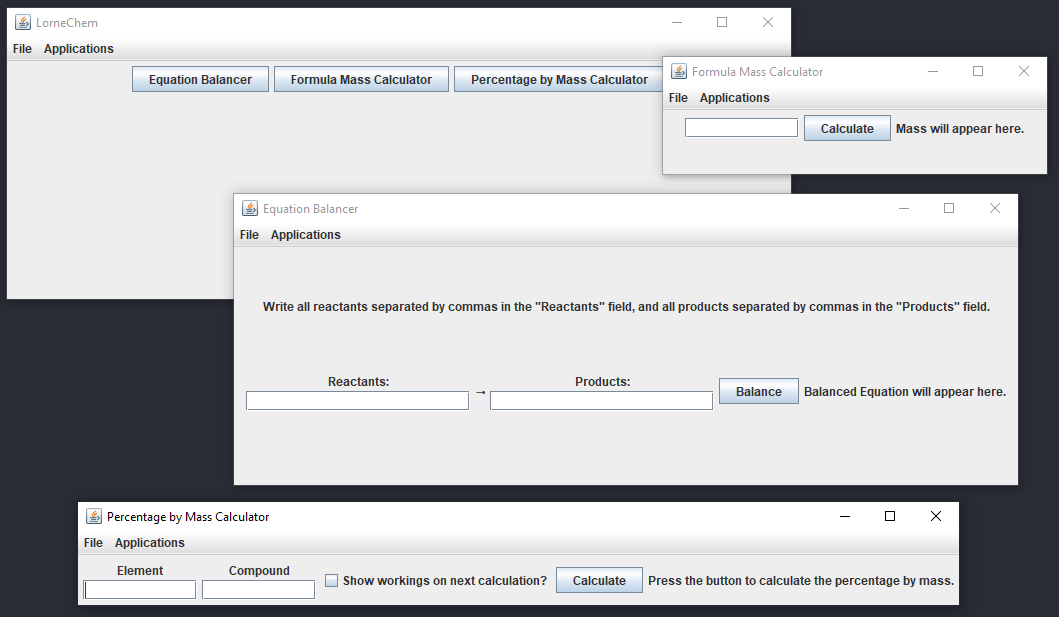 LorneChem
File Applications
Equation Balancer Formula Mass Calculator Percentage by Mass Calculator
Formula Mass Calculator
File Applications
Calculate Mass will appear here.
Equation Balancer
File Applications
Write all reactants separated by commas in the "Reactants" field, and all products separated by commas in the "Products" field.
Reactants: Products:
→ Balance Balanced Equation will appear here.
Percentage by Mass Calculator
File Applications
Element Compound
Show workings on next calculation? Calculate Press the button to calculate the percentage by mass.